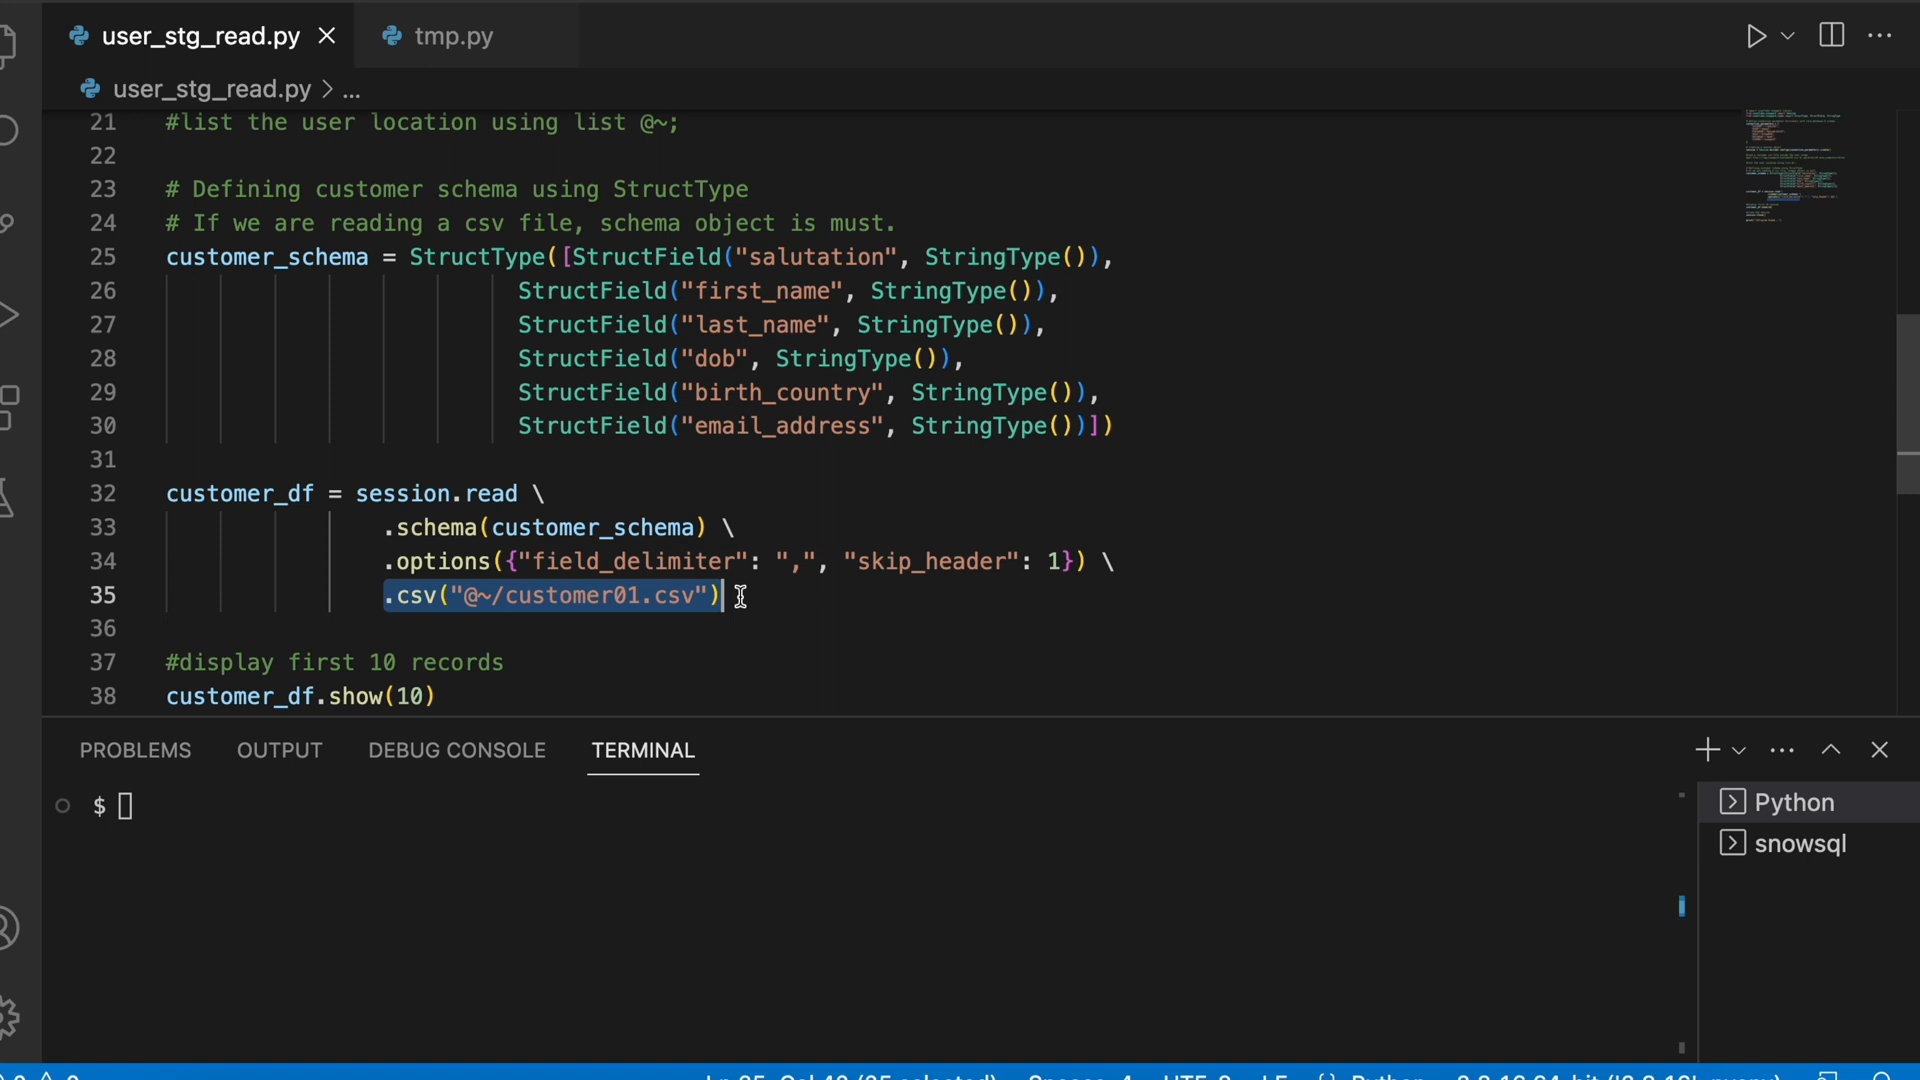 user_stg_read.py
tmp.py
user_stg_read.py > ...
21 #list the user location using list @~;
22
23 # Defining customer schema using StructType
24 # If we are reading a csv file, schema object is must.
25 customer_schema = StructType([StructField("salutation", StringType()),
26 StructField("first_name", StringType()),
27 StructField("last_name", StringType()),
28 StructField("dob", StringType()),
29 StructField("birth_country", StringType()),
30 StructField("email_address", StringType())])
31
32 customer_df = session.read \
33 .schema(customer_schema) \
34 .options({"field_delimiter": ",", "skip_header": 1}) \
35 .csv("@~/customer01.csv")
36
37 #display first 10 records
38 customer_df.show(10)
PROBLEMS OUTPUT DEBUG CONSOLE TERMINAL
$
Python
snowsql